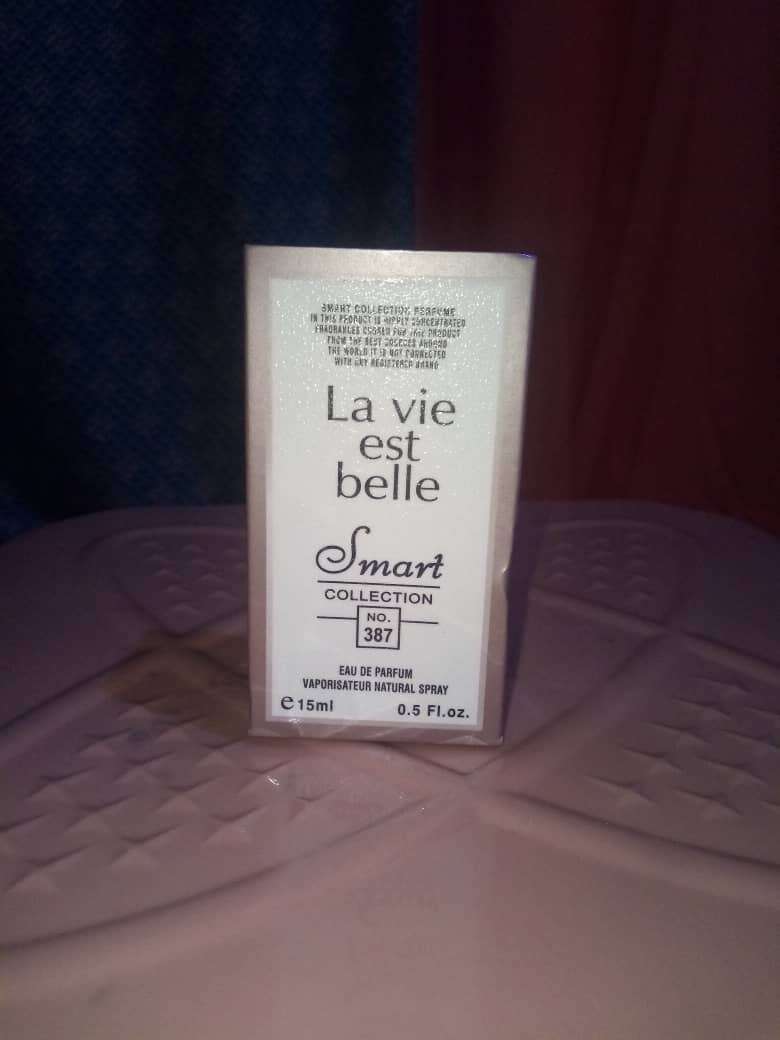 SMART COLLECTION PERFUME
IN THIS PRODUCT IS HIGHLY CONCENTRATED
FRAGRANCES CHOSEN FOR THIS PRODUCT
FROM THE BEST AROUND
THE WORLD IT IS NOT CONNECTED
WITH ANY REGISTERED BRAND
La vie
est
belle
Smart
COLLECTION
NO.
387
EAU DE PARFUM
VAPORISATEUR NATURAL SPRAY
e 15ml 0.5 Fl.oz.